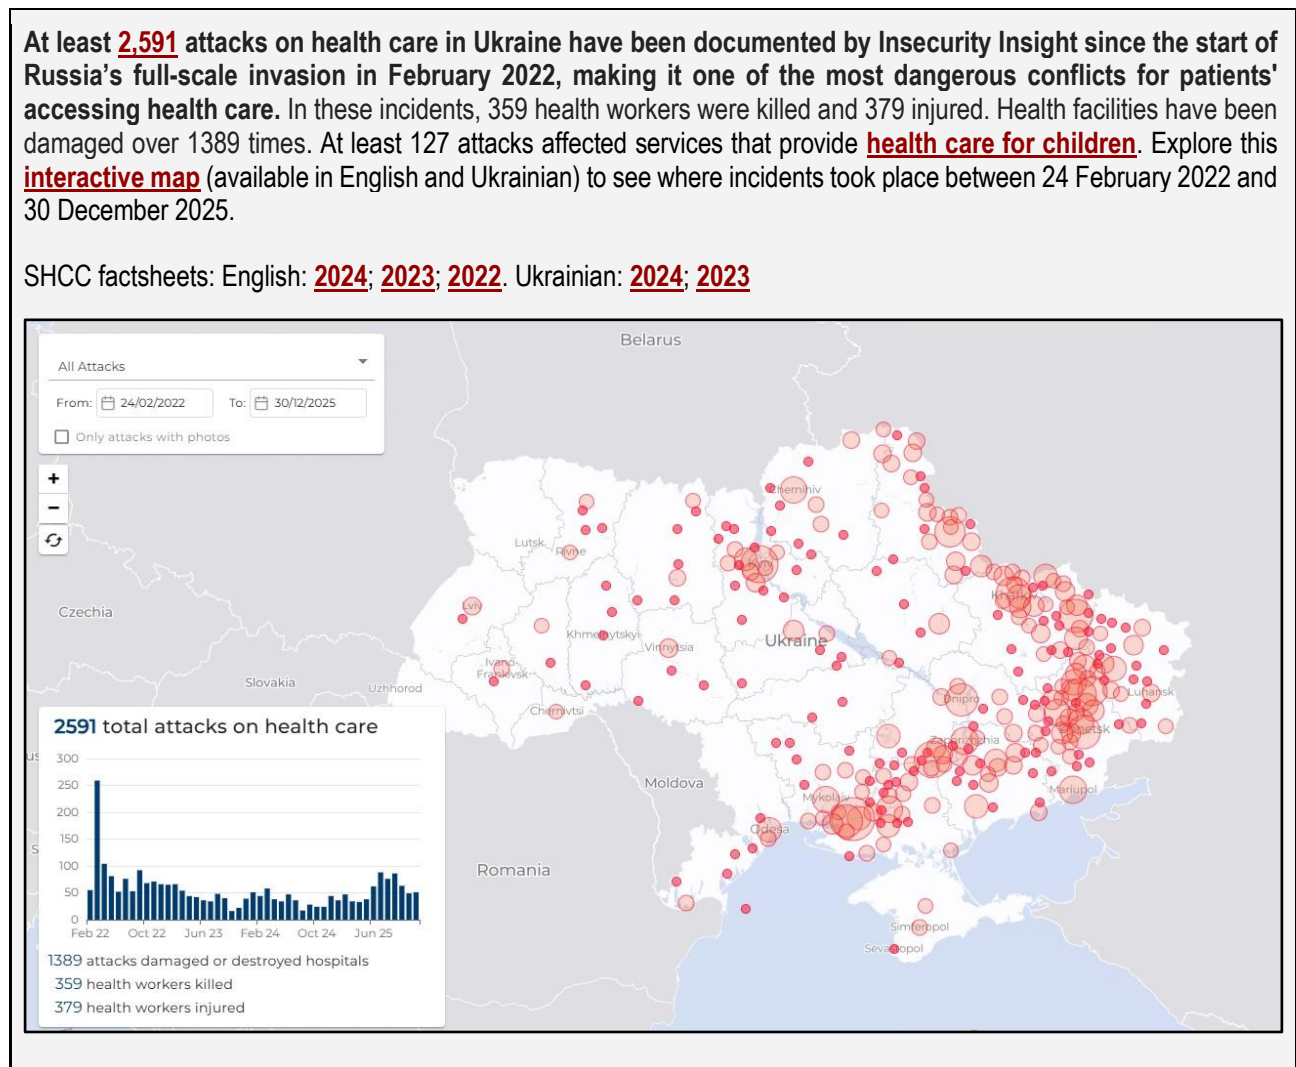 At least 2,591 attacks on health care in Ukraine have been documented by Insecurity Insight since the start of
Russia’s full-scale invasion in February 2022, making it one of the most dangerous conflicts for patients'
accessing health care. In these incidents, 359 health workers were killed and 379 injured. Health facilities have been
damaged over 1389 times. At least 127 attacks affected services that provide health care for children. Explore this
interactive map (available in English and Ukrainian) to see where incidents took place between 24 February 2022 and
30 December 2025.
SHCC factsheets: English: 2024; 2023; 2022. Ukrainian: 2024; 2023
All Attacks
From: 24/02/2022 To: 30/12/2025
Only attacks with photos
+
−
Belarus
Chernihiv
Lutsk
Rivne
Kyiv
Kharkiv
Lviv
Czechia
Khmelnytskyi
Vinnytsia
Ukraine
Ivano-
Frankivsk
Slovakia
Uzhhorod
Luhansk
Dnipro
Chernivtsi
Donetsk
Zaporizhzhia
Moldova
Mariupol
Mykolaiv
Odesa
Romania
Simferopol
Sevastopol
2591 total attacks on health care
300
250
200
150
100
50
0
Feb 22 Oct 22 Jun 23 Feb 24 Oct 24 Jun 25
1389 attacks damaged or destroyed hospitals
359 health workers killed
379 health workers injured